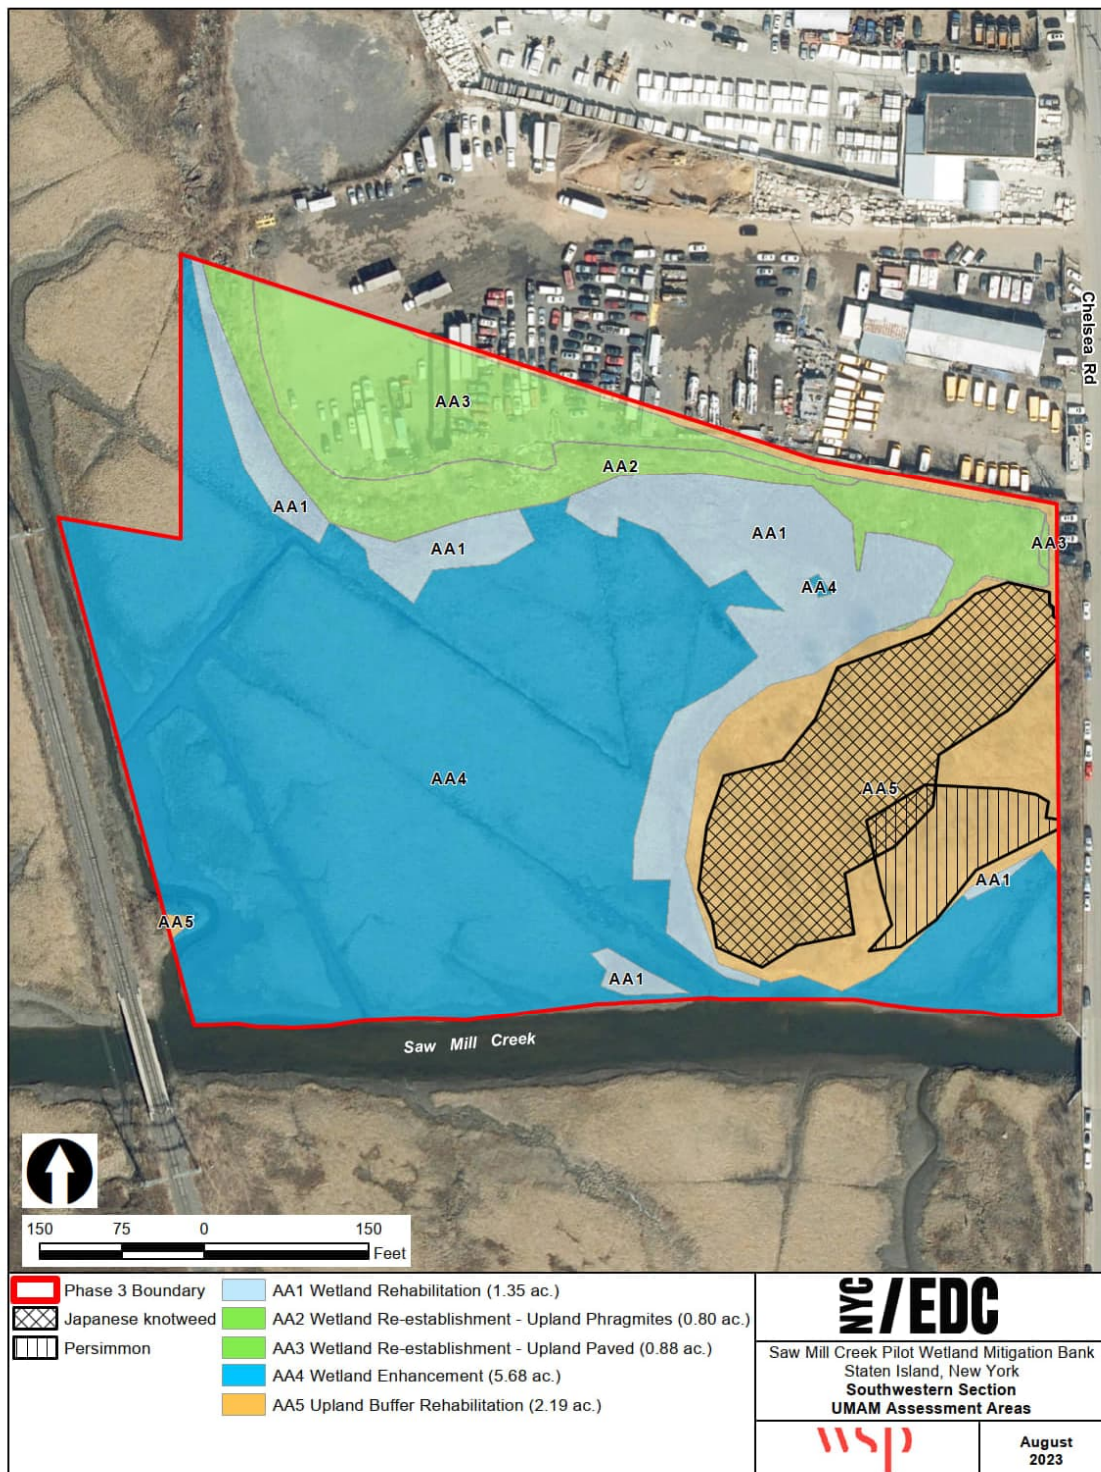 Chelsea Rd
AA3
AA2
AA1
AA1
AA1
AA3
AA4
AA4
AA5
AA1
AA5
AA1
Saw Mill Creek
150 75 0 150
Feet
Phase 3 Boundary
Japanese knotweed
Persimmon
AA1 Wetland Rehabilitation (1.35 ac.)
AA2 Wetland Re-establishment - Upland Phragmites (0.80 ac.)
AA3 Wetland Re-establishment - Upland Paved (0.88 ac.)
AA4 Wetland Enhancement (5.68 ac.)
AA5 Upland Buffer Rehabilitation (2.19 ac.)
NYC/EDC
Saw Mill Creek Pilot Wetland Mitigation Bank
Staten Island, New York
Southwestern Section
UMAM Assessment Areas
wsp
August
2023